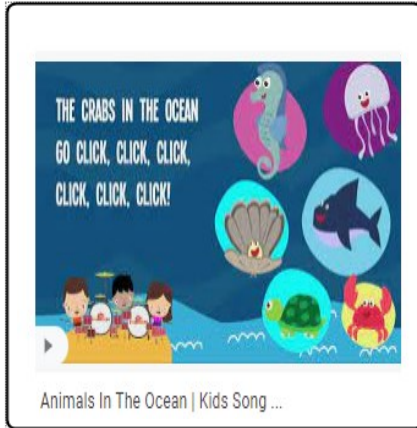 THE CRABS IN THE OCEAN
GO CLICK, CLICK, CLICK,
CLICK, CLICK, CLICK!
Animals In The Ocean | Kids Song ...